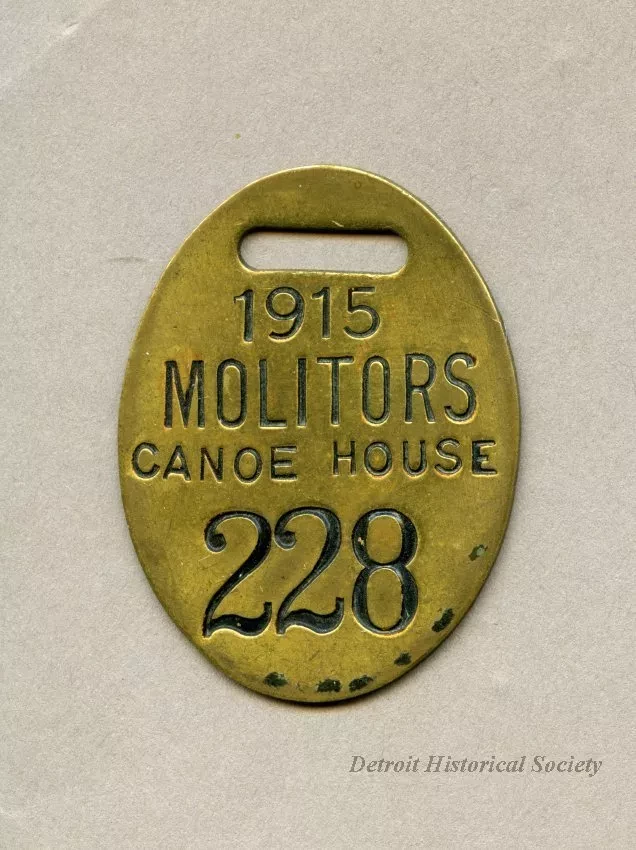 1915
MOLITORS
CANOE HOUSE
228
Detroit Historical Society